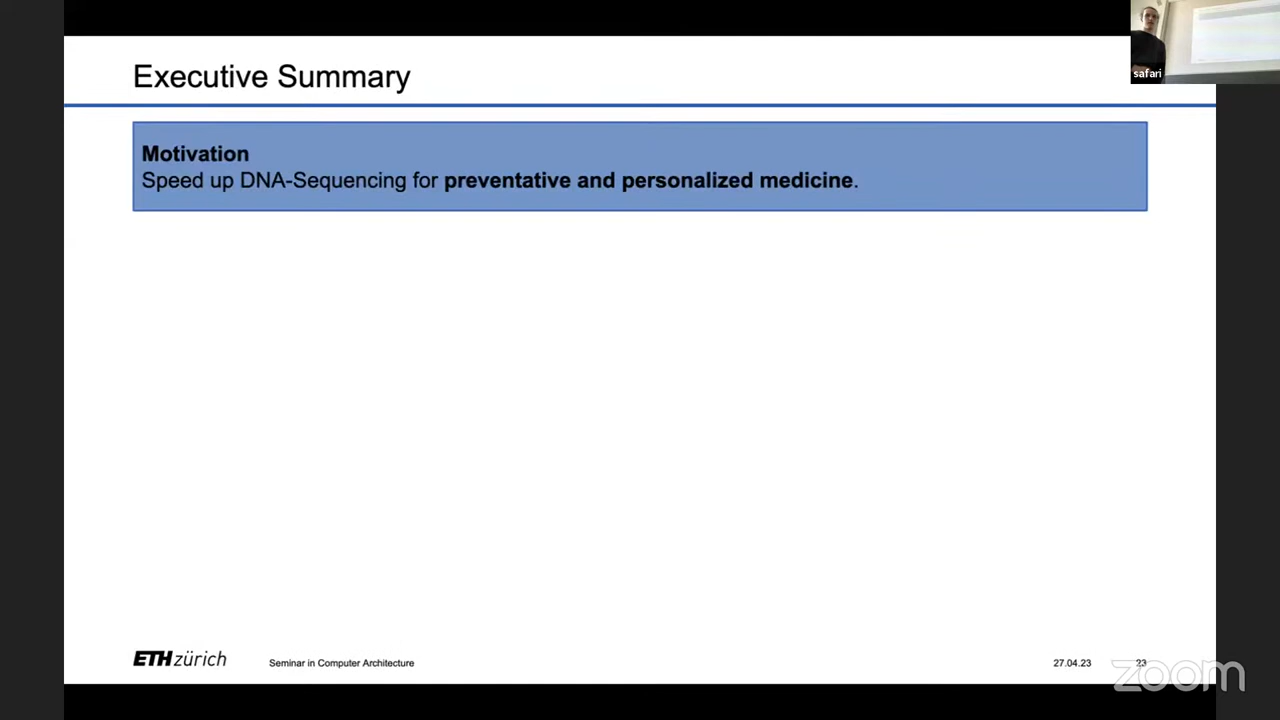 safari
Executive Summary
Motivation
Speed up DNA-Sequencing for preventative and personalized medicine.
ETH zürich
Seminar in Computer Architecture
27.04.23
23
zoom